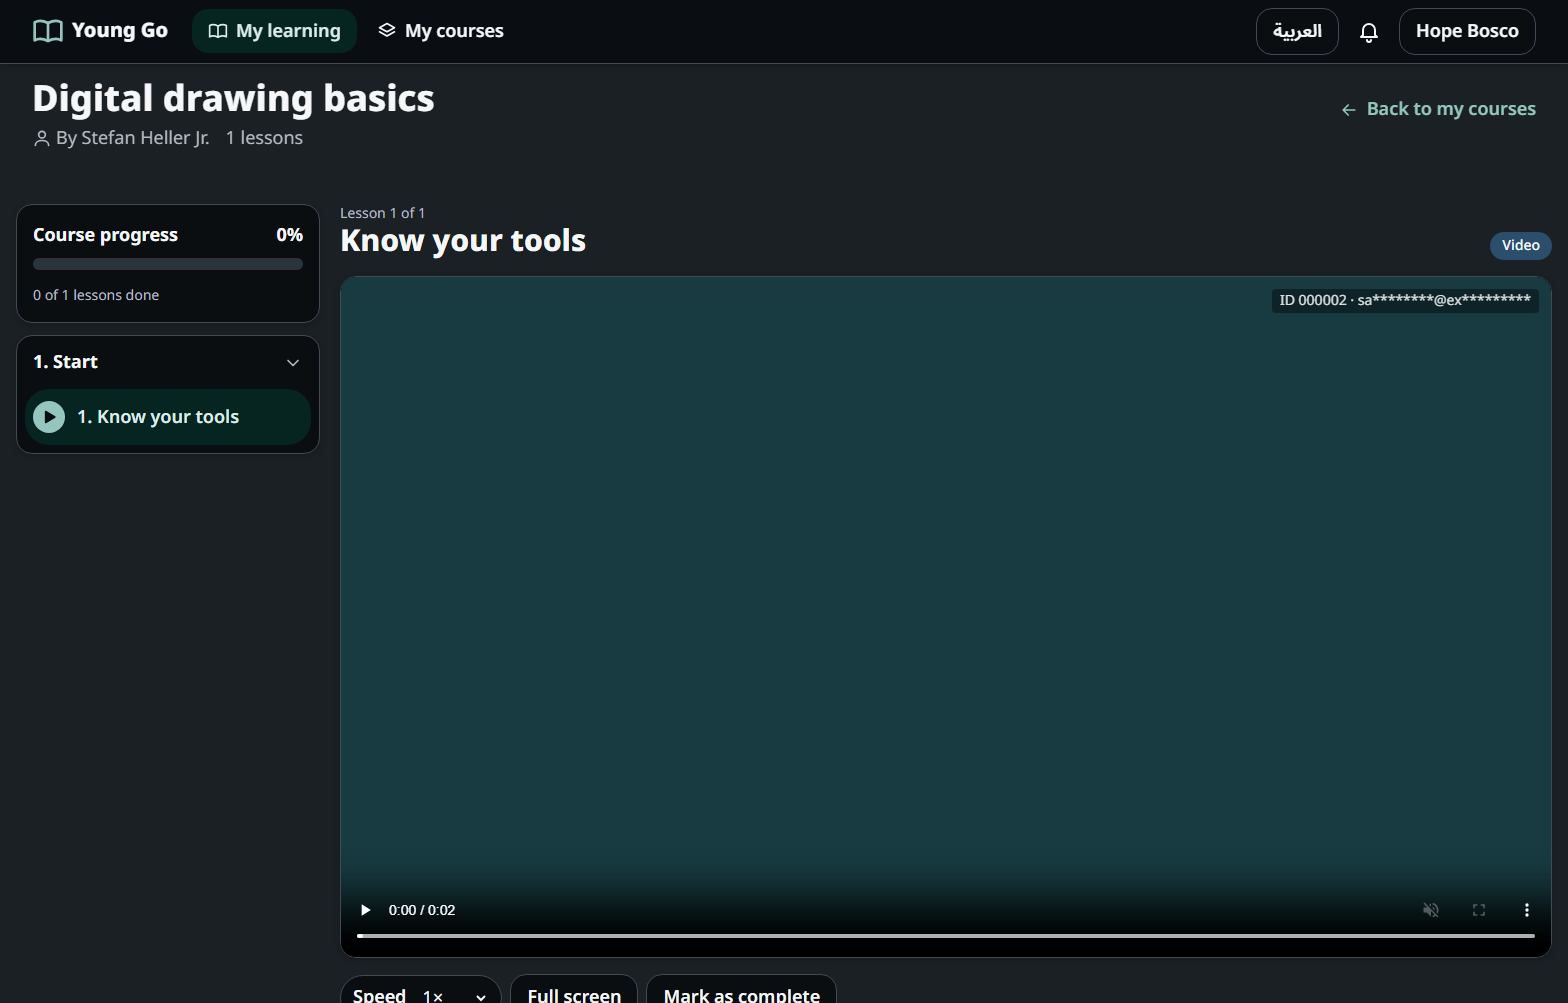 Young Go
My learning
My courses
العربية
Hope Bosco
Digital drawing basics
Back to my courses
By Stefan Heller Jr.
1 lessons
Course progress
0%
0 of 1 lessons done
1. Start
1. Know your tools
Lesson 1 of 1
Know your tools
Video
ID 000002 · sa********@ex*********
0:00 / 0:02
Speed
1×
Full screen
Mark as complete